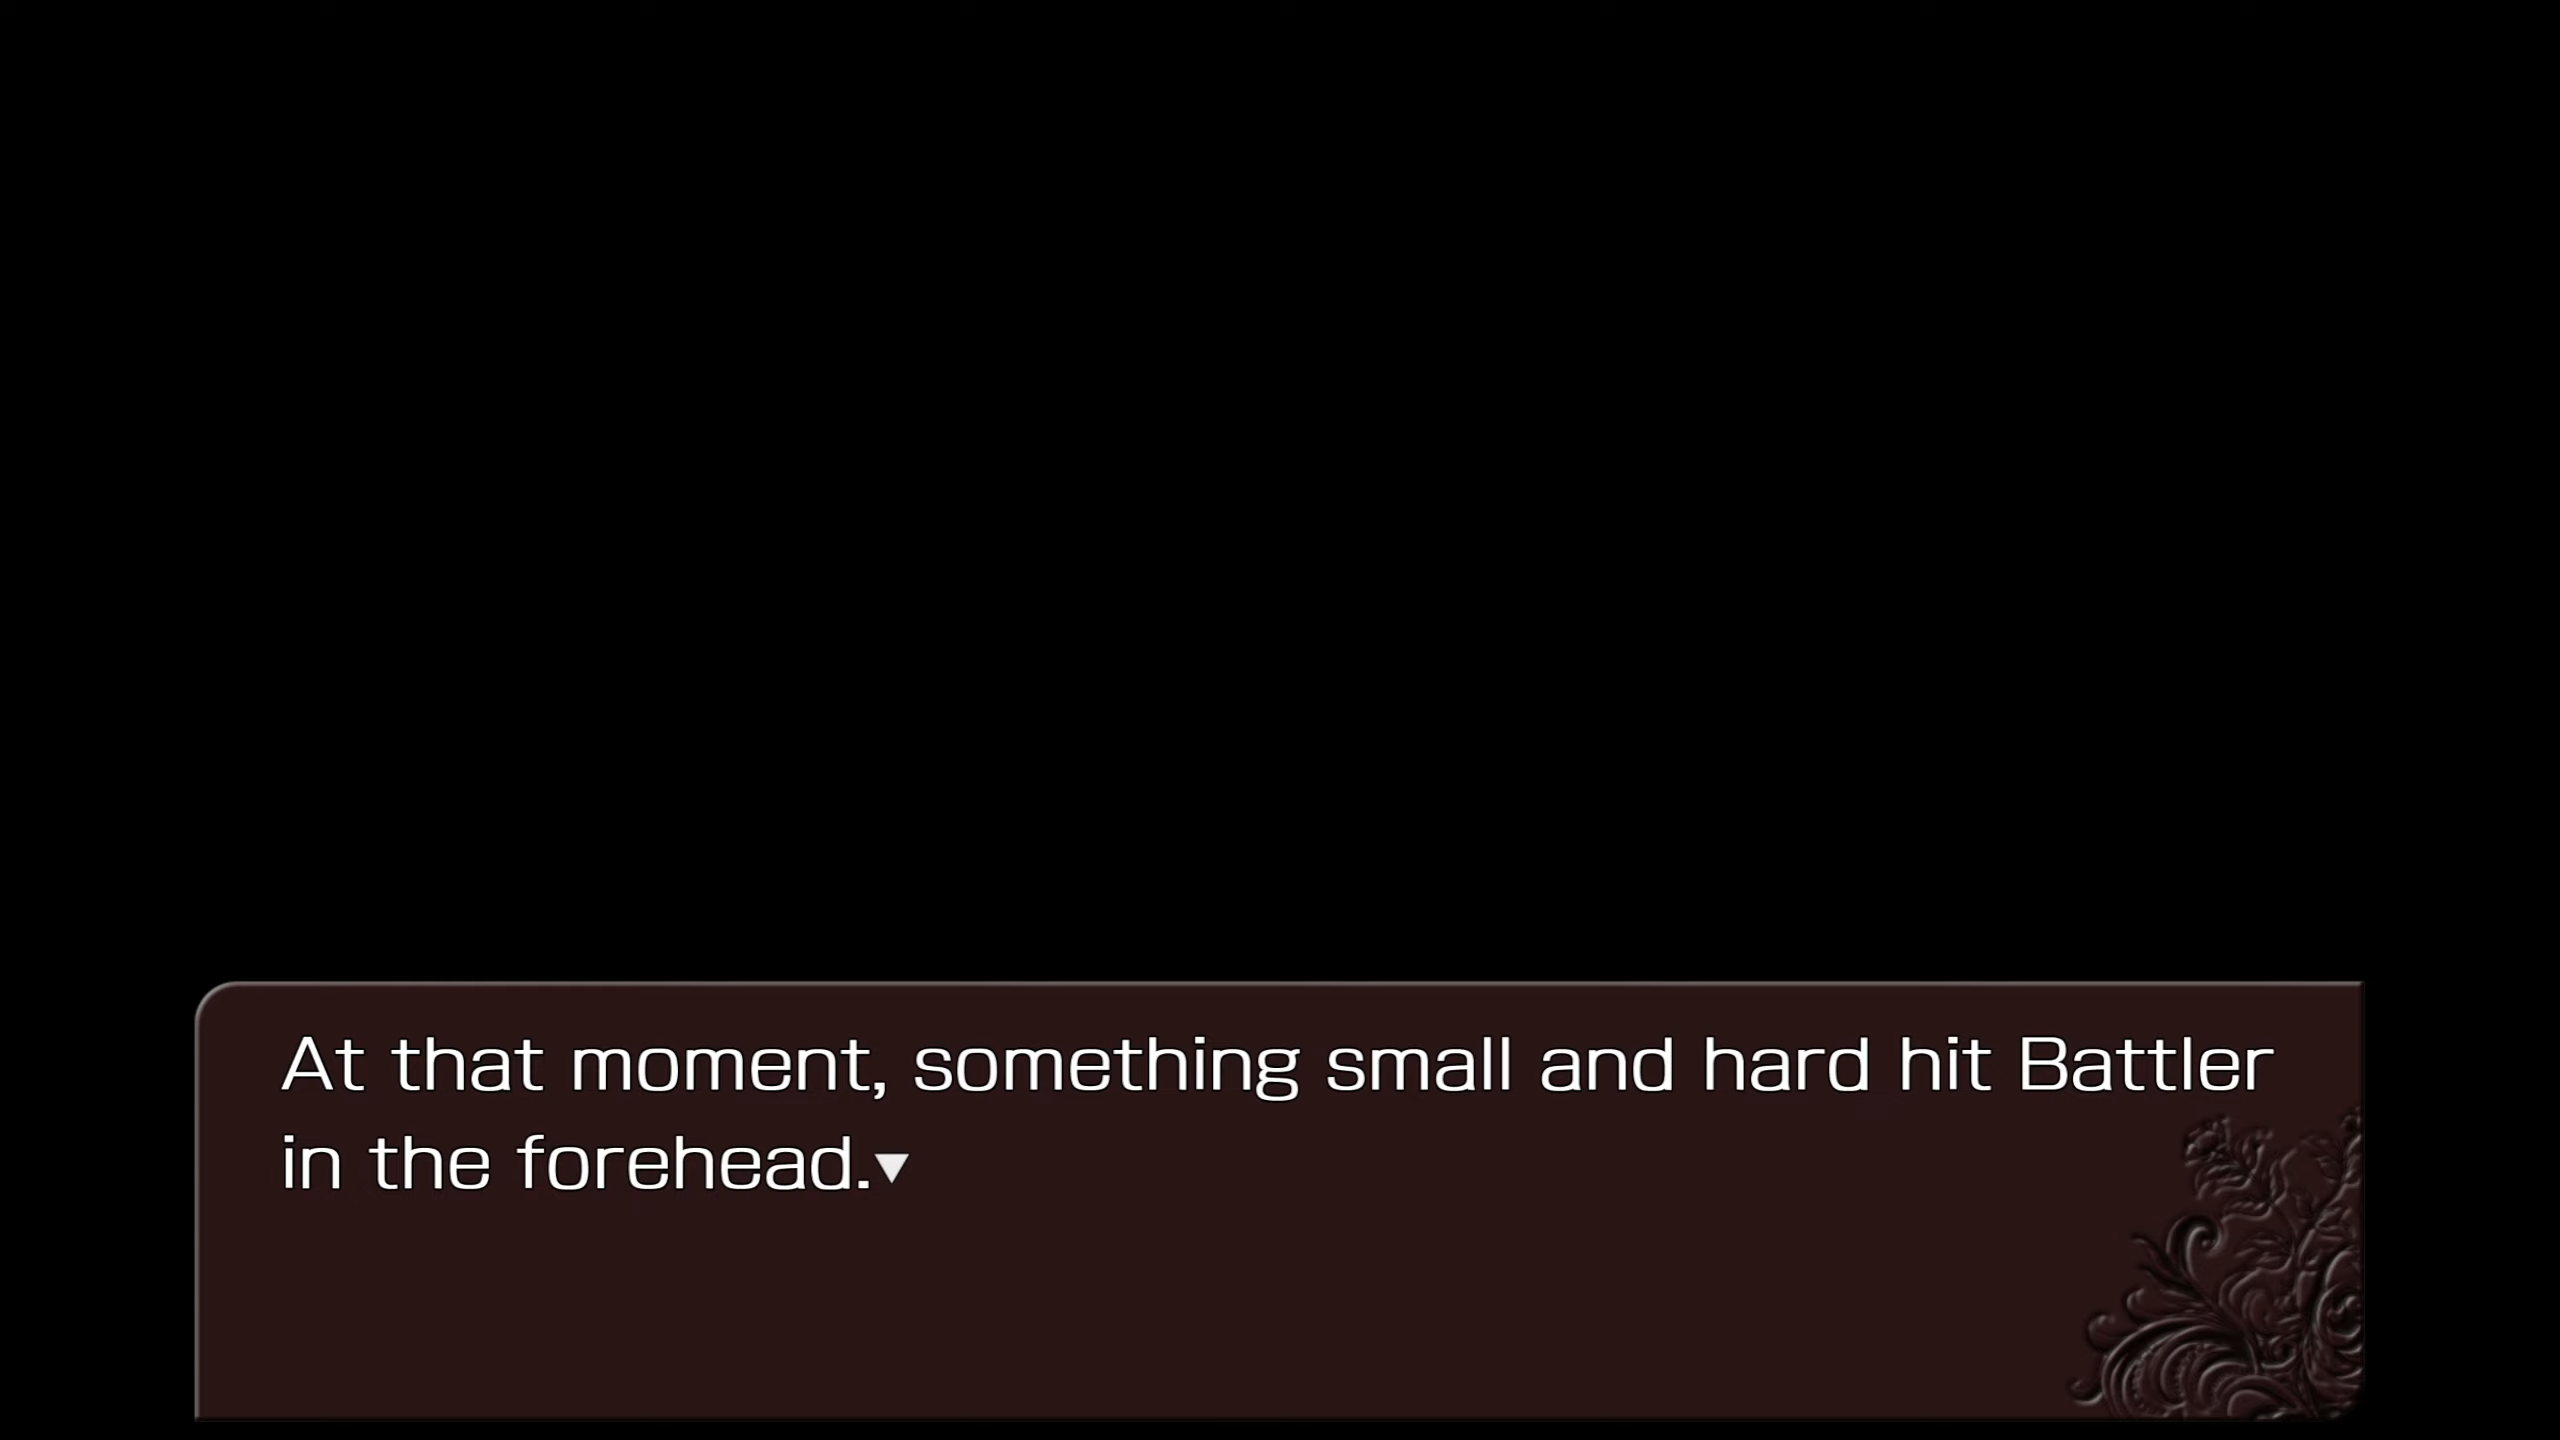 At that moment, something small and hard hit Battler
in the forehead.